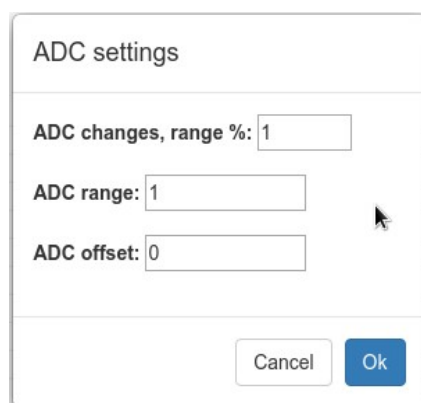 ADC settings
ADC changes, range %: 1
ADC range: 1
ADC offset: 0
Cancel Ok